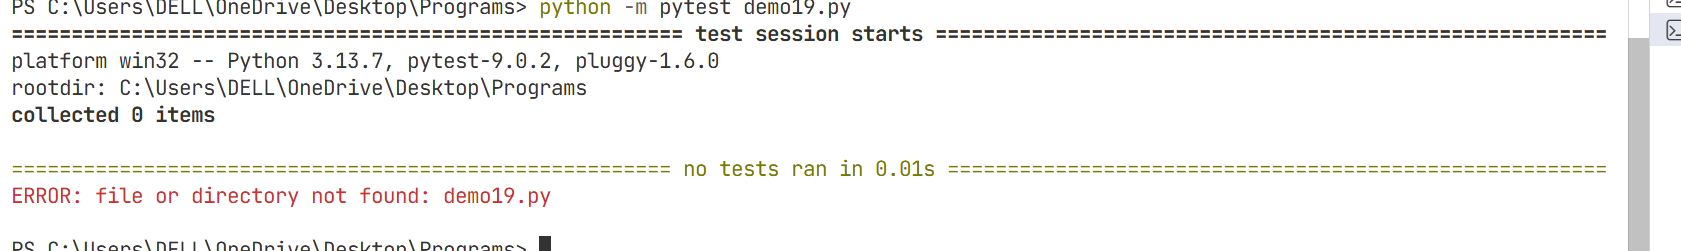 PS C:\Users\DELL\OneDrive\Desktop\Programs> python -m pytest demo19.py
======================================================== test session starts ========================================================
platform win32 -- Python 3.13.7, pytest-9.0.2, pluggy-1.6.0
rootdir: C:\Users\DELL\OneDrive\Desktop\Programs
collected 0 items
======================================================= no tests ran in 0.01s =======================================================
ERROR: file or directory not found: demo19.py
PS C:\Users\DELL\OneDrive\Desktop\Programs>